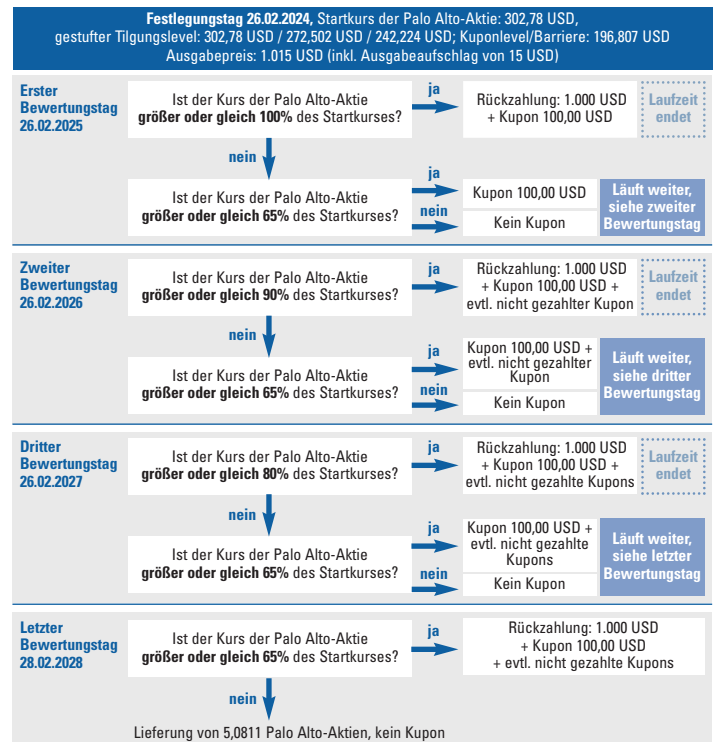 Festlegungstag 26.02.2024, Startkurs der Palo Alto-Aktie: 302,78 USD,
gestufter Tilgungslevel: 302,78 USD / 272,502 USD / 242,224 USD; Kuponlevel/Barriere: 196,807 USD
Ausgabepreis: 1.015 USD (inkl. Ausgabeaufschlag von 15 USD)
Erster
Bewertungstag
26.02.2025
Ist der Kurs der Palo Alto-Aktie
größer oder gleich 100% des Startkurses?
ja
Rückzahlung: 1.000 USD
+ Kupon 100,00 USD
Laufzeit
endet
nein
Ist der Kurs der Palo Alto-Aktie
größer oder gleich 65% des Startkurses?
ja
Kupon 100,00 USD
nein
Kein Kupon
Läuft weiter,
siehe zweiter
Bewertungstag
Zweiter
Bewertungstag
26.02.2026
Ist der Kurs der Palo Alto-Aktie
größer oder gleich 90% des Startkurses?
ja
Rückzahlung: 1.000 USD
+ Kupon 100,00 USD +
evtl. nicht gezahlter Kupon
Laufzeit
endet
nein
Ist der Kurs der Palo Alto-Aktie
größer oder gleich 65% des Startkurses?
ja
Kupon 100,00 USD +
evtl. nicht gezahlter
Kupon
nein
Kein Kupon
Läuft weiter,
siehe dritter
Bewertungstag
Dritter
Bewertungstag
26.02.2027
Ist der Kurs der Palo Alto-Aktie
größer oder gleich 80% des Startkurses?
ja
Rückzahlung: 1.000 USD
+ Kupon 100,00 USD +
evtl. nicht gezahlte Kupons
Laufzeit
endet
nein
Ist der Kurs der Palo Alto-Aktie
größer oder gleich 65% des Startkurses?
ja
Kupon 100,00 USD +
evtl. nicht gezahlte
Kupons
nein
Kein Kupon
Läuft weiter,
siehe letzter
Bewertungstag
Letzter
Bewertungstag
28.02.2028
Ist der Kurs der Palo Alto-Aktie
größer oder gleich 65% des Startkurses?
ja
Rückzahlung: 1.000 USD
+ Kupon 100,00 USD
+ evtl. nicht gezahlte Kupons
nein
Lieferung von 5,0811 Palo Alto-Aktien, kein Kupon